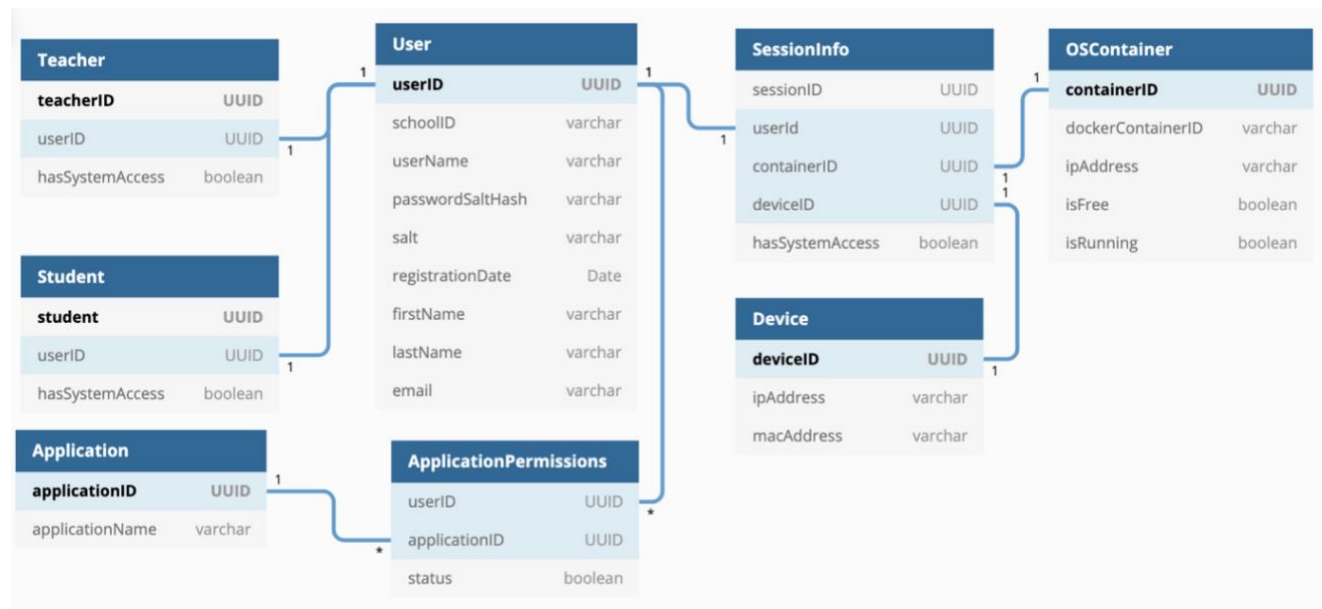 Teacher
teacherID UUID
userID UUID
1
hasSystemAccess boolean
Student
student UUID
userID UUID
1
hasSystemAccess boolean
Application
applicationID UUID
1
applicationName varchar
User
1
userID UUID
1
schoolID varchar
userName varchar
passwordSaltHash varchar
salt varchar
registrationDate Date
firstName varchar
lastName varchar
email varchar
ApplicationPermissions
userID UUID
*
applicationID UUID
*
status boolean
SessionInfo
sessionID UUID
userId UUID
1
containerID UUID
1
deviceID UUID
1
hasSystemAccess boolean
Device
deviceID UUID
1
ipAddress varchar
macAddress varchar
OSContainer
1
containerID UUID
dockerContainerID varchar
ipAddress varchar
isFree boolean
isRunning boolean